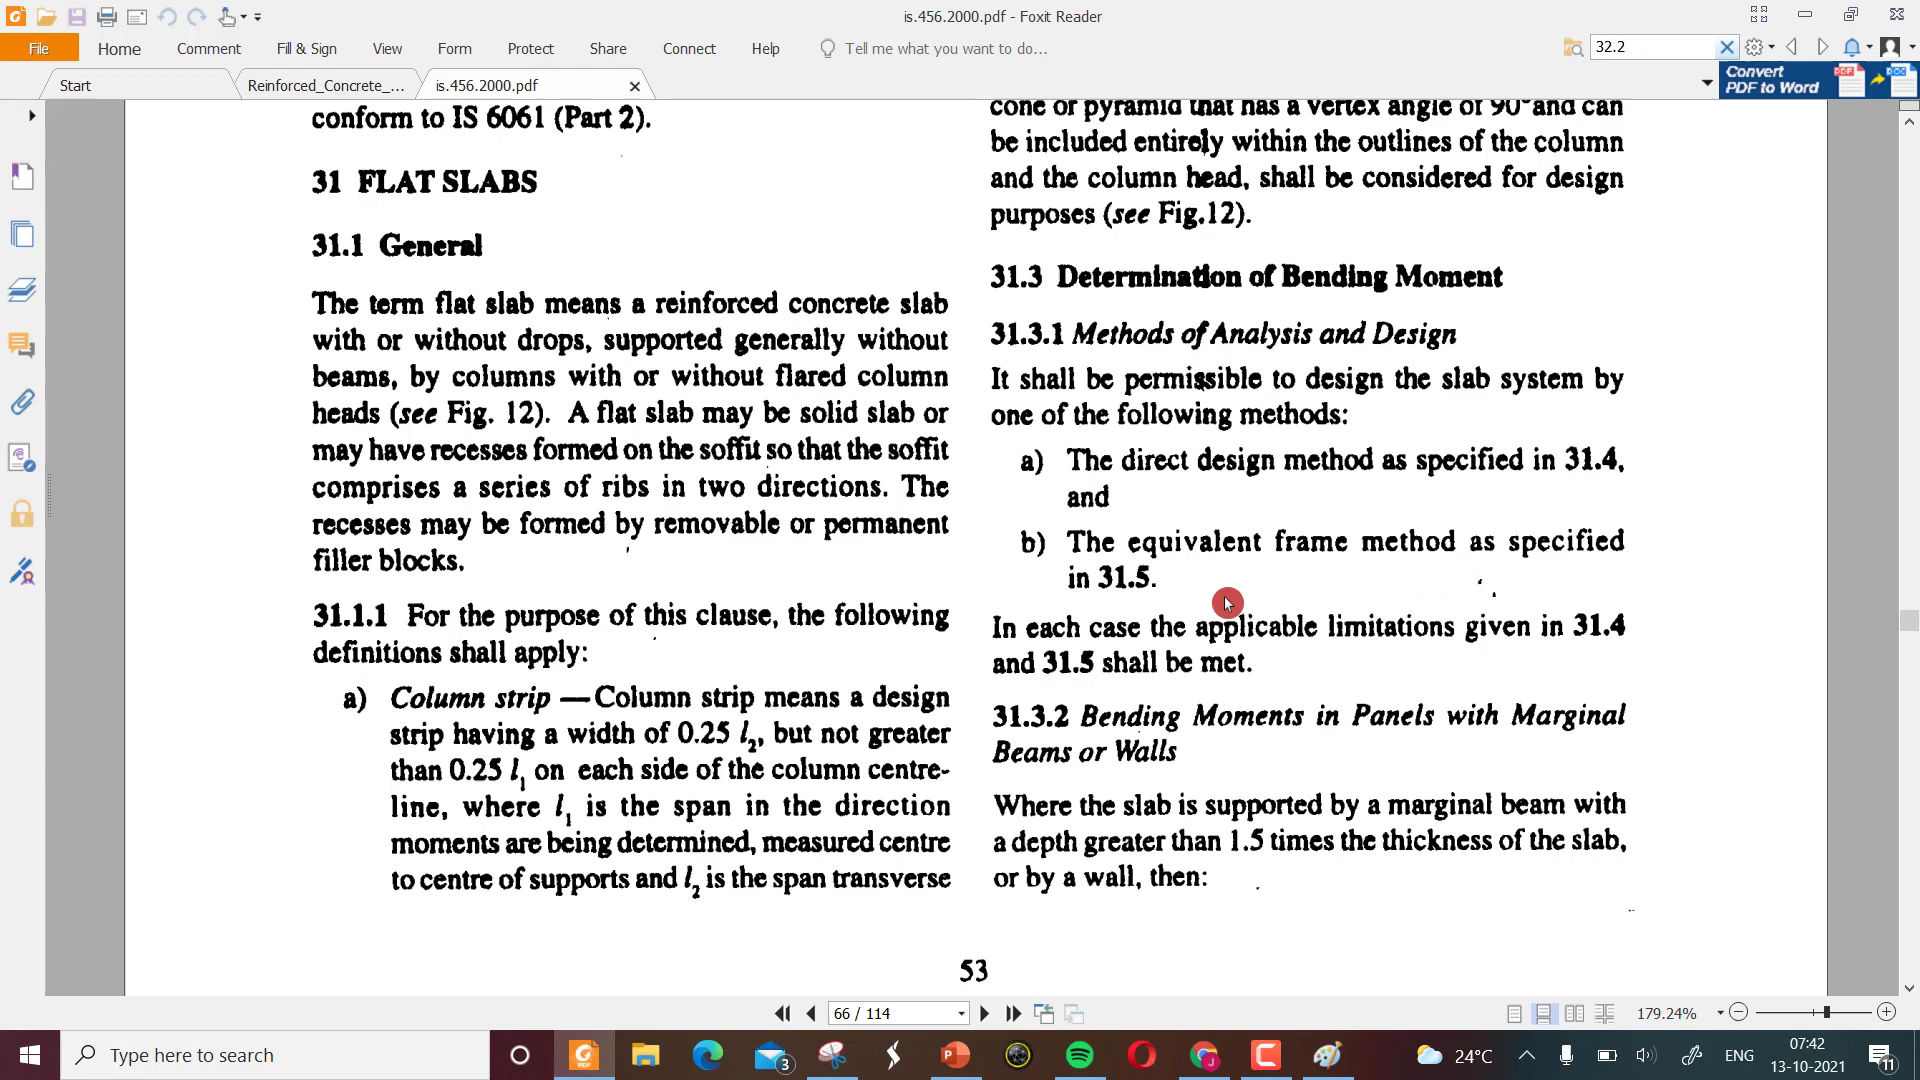 is.456.2000.pdf - Foxit Reader
File Home Comment Fill & Sign View Form Protect Share Connect Help Tell me what you want to do... 32.2
Start Reinforced_Concrete_... is.456.2000.pdf
Convert
PDF to Word
PDF DOC
conform to IS 6061 (Part 2).
31 FLAT SLABS
31.1 General
The term flat slab means a reinforced concrete slab
with or without drops, supported generally without
beams, by columns with or without flared column
heads (see Fig. 12). A flat slab may be solid slab or
may have recesses formed on the soffit so that the soffit
comprises a series of ribs in two directions. The
recesses may be formed by removable or permanent
filler blocks.
31.1.1 For the purpose of this clause, the following
definitions shall apply:
a) Column strip — Column strip means a design
strip having a width of 0.25 l₂, but not greater
than 0.25 l₁ on each side of the column centre-
line, where l₁ is the span in the direction
moments are being determined, measured centre
to centre of supports and l₂ is the span transverse
cone or pyramid that has a vertex angle of 90° and can
be included entirely within the outlines of the column
and the column head, shall be considered for design
purposes (see Fig.12).
31.3 Determination of Bending Moment
31.3.1 Methods of Analysis and Design
It shall be permissible to design the slab system by
one of the following methods:
a) The direct design method as specified in 31.4,
and
b) The equivalent frame method as specified
in 31.5.
In each case the applicable limitations given in 31.4
and 31.5 shall be met.
31.3.2 Bending Moments in Panels with Marginal
Beams or Walls
Where the slab is supported by a marginal beam with
a depth greater than 1.5 times the thickness of the slab,
or by a wall, then:
53
66 / 114
179.24%
Type here to search
3
24°C
ENG
07:42
13-10-2021
11